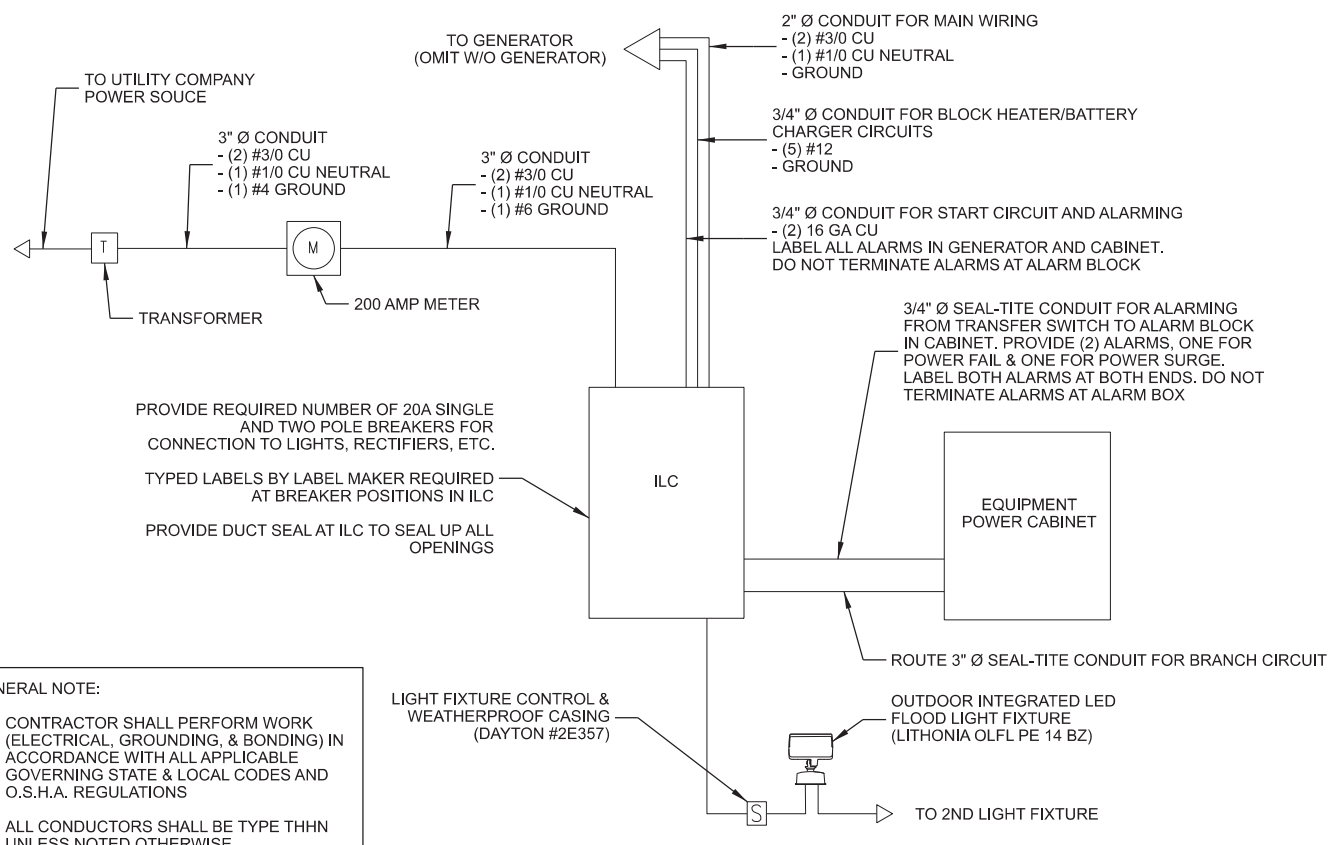 TO GENERATOR
(OMIT W/O GENERATOR)
2" Ø CONDUIT FOR MAIN WIRING
- (2) #3/0 CU
- (1) #1/0 CU NEUTRAL
- GROUND
TO UTILITY COMPANY
POWER SOUCE
3/4" Ø CONDUIT FOR BLOCK HEATER/BATTERY
CHARGER CIRCUITS
- (5) #12
- GROUND
3" Ø CONDUIT
- (2) #3/0 CU
- (1) #1/0 CU NEUTRAL
- (1) #4 GROUND
3" Ø CONDUIT
- (2) #3/0 CU
- (1) #1/0 CU NEUTRAL
- (1) #6 GROUND
3/4" Ø CONDUIT FOR START CIRCUIT AND ALARMING
- (2) 16 GA CU
LABEL ALL ALARMS IN GENERATOR AND CABINET.
DO NOT TERMINATE ALARMS AT ALARM BLOCK
T
M
TRANSFORMER
200 AMP METER
3/4" Ø SEAL-TITE CONDUIT FOR ALARMING
FROM TRANSFER SWITCH TO ALARM BLOCK
IN CABINET. PROVIDE (2) ALARMS, ONE FOR
POWER FAIL & ONE FOR POWER SURGE.
LABEL BOTH ALARMS AT BOTH ENDS. DO NOT
TERMINATE ALARMS AT ALARM BOX
PROVIDE REQUIRED NUMBER OF 20A SINGLE
AND TWO POLE BREAKERS FOR
CONNECTION TO LIGHTS, RECTIFIERS, ETC.
TYPED LABELS BY LABEL MAKER REQUIRED
AT BREAKER POSITIONS IN ILC
PROVIDE DUCT SEAL AT ILC TO SEAL UP ALL
OPENINGS
ILC
EQUIPMENT
POWER CABINET
ROUTE 3" Ø SEAL-TITE CONDUIT FOR BRANCH CIRCUIT
LIGHT FIXTURE CONTROL &
WEATHERPROOF CASING
(DAYTON #2E357)
OUTDOOR INTEGRATED LED
FLOOD LIGHT FIXTURE
(LITHONIA OLFL PE 14 BZ)
S
TO 2ND LIGHT FIXTURE
NERAL NOTE:
CONTRACTOR SHALL PERFORM WORK
(ELECTRICAL, GROUNDING, & BONDING) IN
ACCORDANCE WITH ALL APPLICABLE
GOVERNING STATE & LOCAL CODES AND
O.S.H.A. REGULATIONS
ALL CONDUCTORS SHALL BE TYPE THHN
UNLESS NOTED OTHERWISE